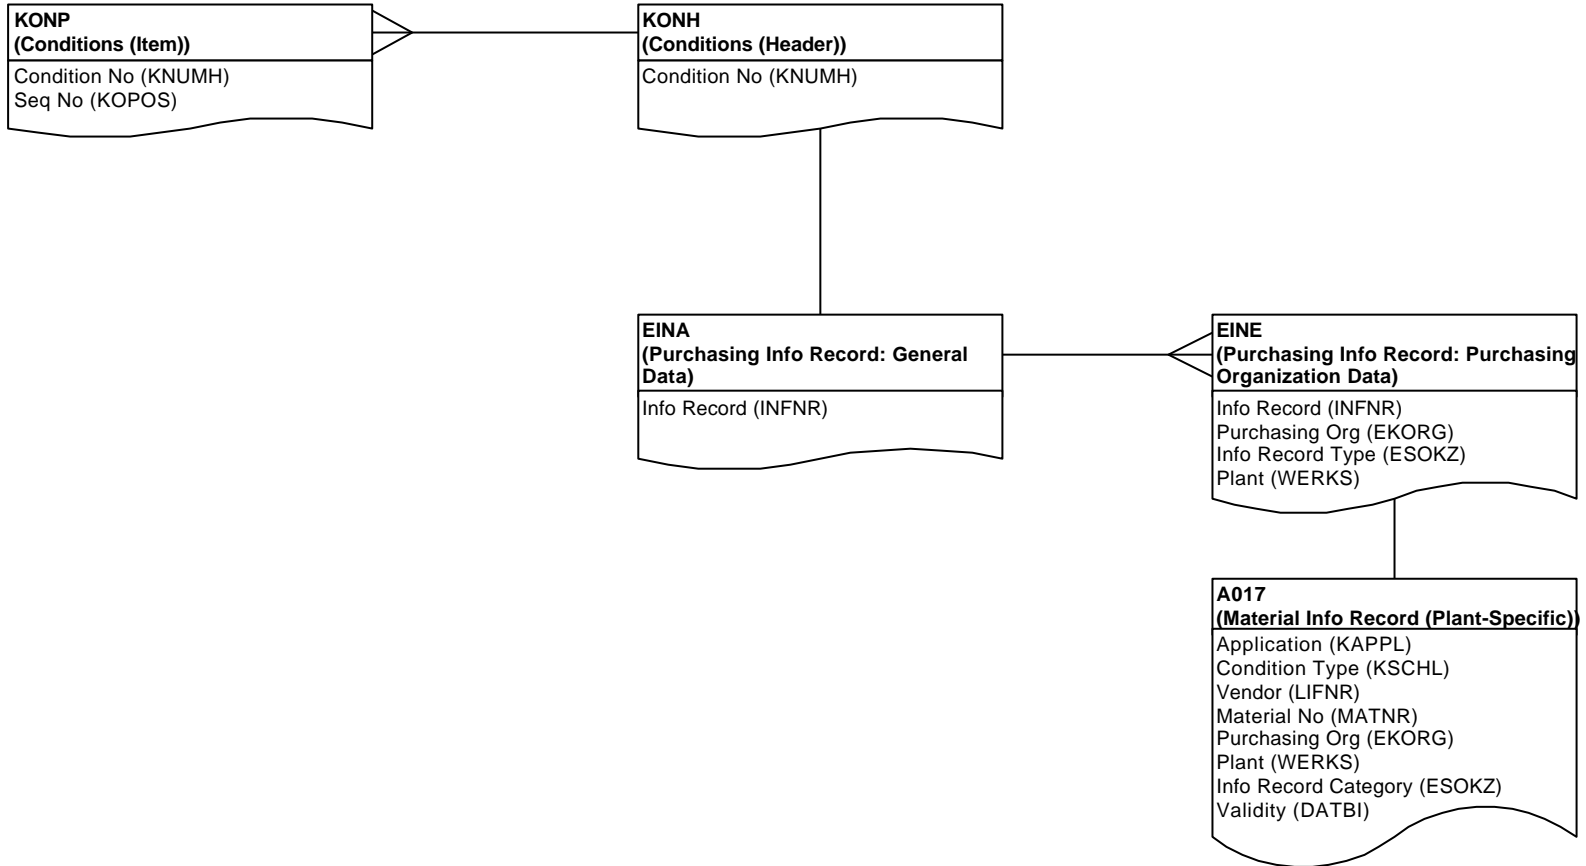 KONP
(Conditions (Item))
Condition No (KNUMH)
Seq No (KOPOS)
KONH
(Conditions (Header))
Condition No (KNUMH)
EINA
(Purchasing Info Record: General
Data)
Info Record (INFNR)
EINE
(Purchasing Info Record: Purchasing
Organization Data)
Info Record (INFNR)
Purchasing Org (EKORG)
Info Record Type (ESOKZ)
Plant (WERKS)
A017
(Material Info Record (Plant-Specific))
Application (KAPPL)
Condition Type (KSCHL)
Vendor (LIFNR)
Material No (MATNR)
Purchasing Org (EKORG)
Plant (WERKS)
Info Record Category (ESOKZ)
Validity (DATBI)